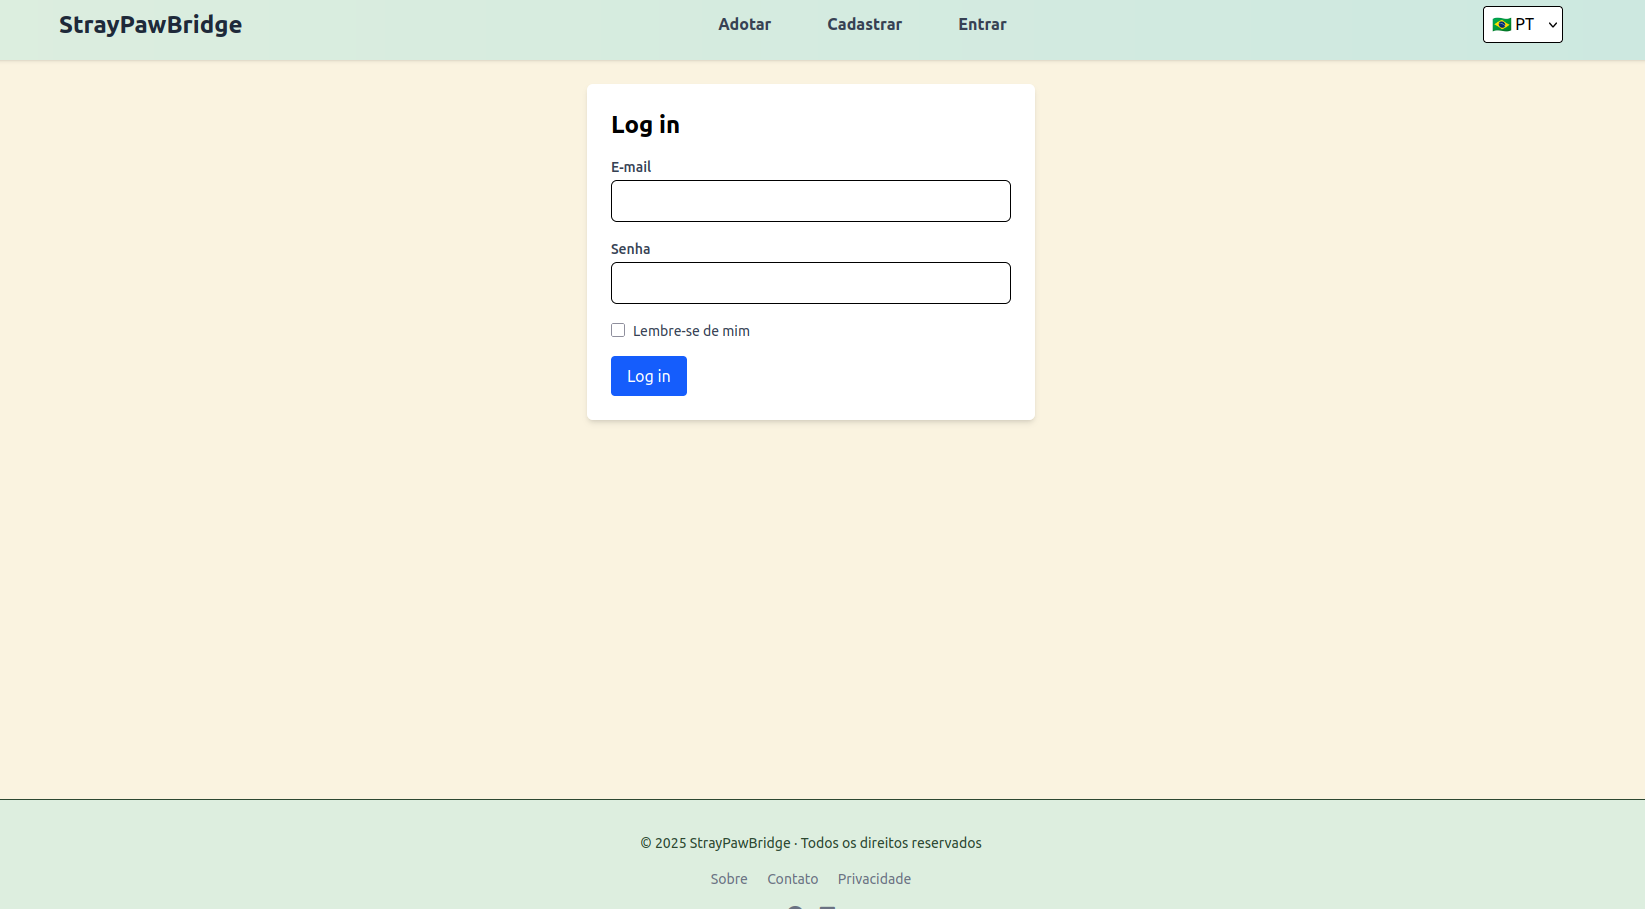 StrayPawBridge
Adotar Cadastrar Entrar
🇧🇷 PT
Log in
E-mail
Senha
Lembre-se de mim
Log in
© 2025 StrayPawBridge · Todos os direitos reservados
Sobre Contato Privacidade